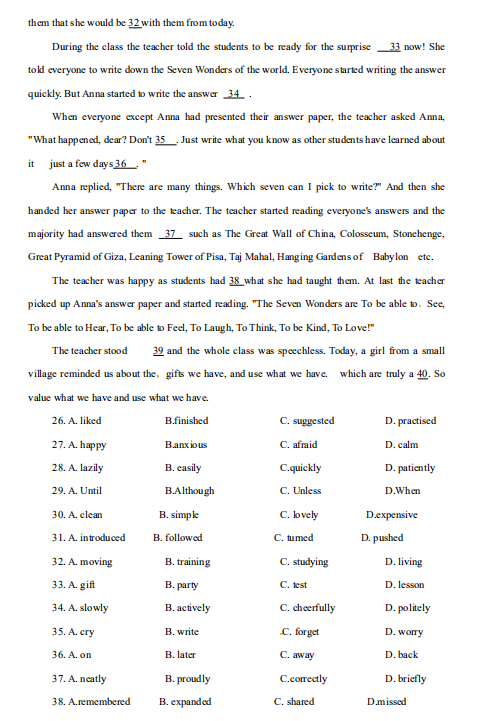 them that she would be 32 with them from today.
During the class the teacher told the students to be ready for the surprise 33 now! She
told everyone to write down the Seven Wonders of the world. Everyone started writing the answer
quickly. But Anna started to write the answer 34 .
When everyone except Anna had presented their answer paper, the teacher asked Anna,
"What happened, dear? Don't 35 . Just write what you know as other students have learned about
it just a few days 36 . "
Anna replied, "There are many things. Which seven can I pick to write?" And then she
handed her answer paper to the teacher. The teacher started reading everyone's answers and the
majority had answered them 37 such as The Great Wall of China, Colosseum, Stonehenge,
Great Pyramid of Giza, Leaning Tower of Pisa, Taj Mahal, Hanging Gardens of Babylon etc.
The teacher was happy as students had 38 what she had taught them. At last the teacher
picked up Anna's answer paper and started reading. "The Seven Wonders are To be able to . See,
To be able to Hear, To be able to Feel, To Laugh, To Think, To be Kind, To Love!"
The teacher stood 39 and the whole class was speechless. Today, a girl from a small
village reminded us about the, gifts we have, and use what we have. which are truly a 40. So
value what we have and use what we have.
26. A. liked B.finished C. suggested D. practised
27. A. happy B.anxious C. afraid D. calm
28. A. lazily B. easily C.quickly D. patiently
29. A. Until B.Although C. Unless D.When
30. A. clean B. simple C. lovely D.expensive
31. A. introduced B. followed C. turned D. pushed
32. A. moving B. training C. studying D. living
33. A. gift B. party C. test D. lesson
34. A. slowly B. actively C. cheerfully D. politely
35. A. cry B. write C. forget D. worry
36. A. on B. later C. away D. back
37. A. neatly B. proudly C.correctly D. briefly
38. A.remembered B. expanded C. shared D.missed